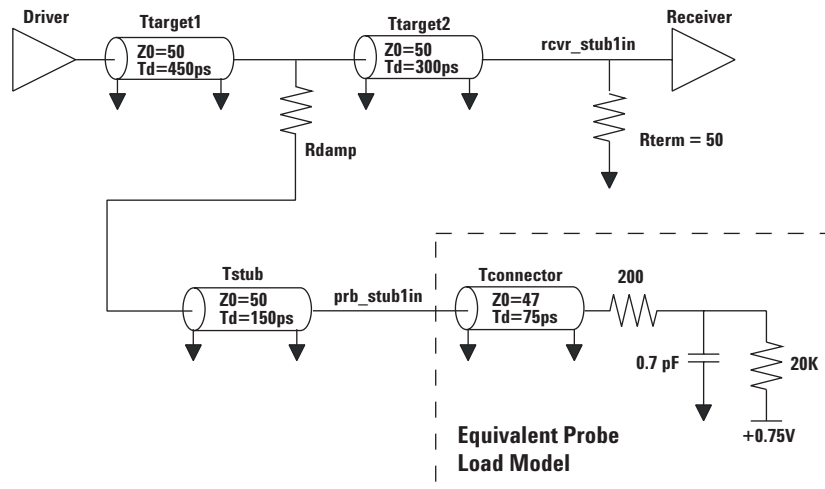 Driver
Ttarget1
Z0=50
Td=450ps
Ttarget2
Z0=50
Td=300ps
rcvr_stub1in
Receiver
Rdamp
Rterm = 50
Tstub
Z0=50
Td=150ps
prb_stub1in
Tconnector
Z0=47
Td=75ps
200
0.7 pF
20K
+0.75V
Equivalent Probe
Load Model